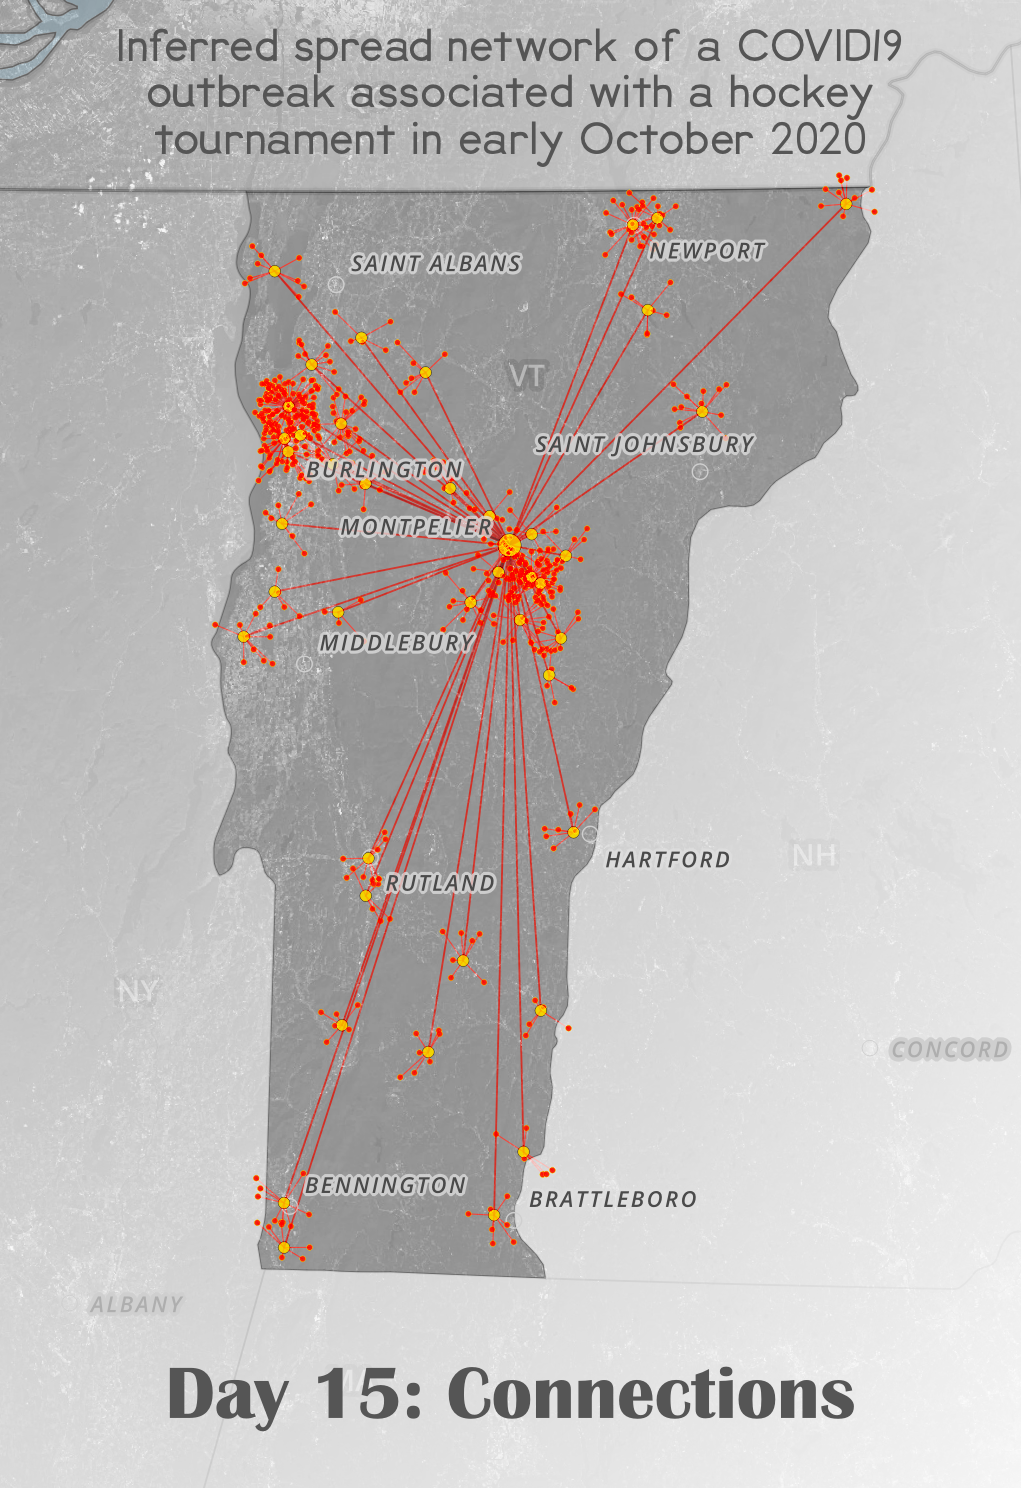 Inferred spread network of a COVID19
outbreak associated with a hockey
tournament in early October 2020
SAINT ALBANS
NEWPORT
VT
SAINT JOHNSBURY
BURLINGTON
MONTPELIER
MIDDLEBURY
HARTFORD
NH
RUTLAND
NY
CONCORD
BENNINGTON
BRATTLEBORO
ALBANY
Day 15: Connections